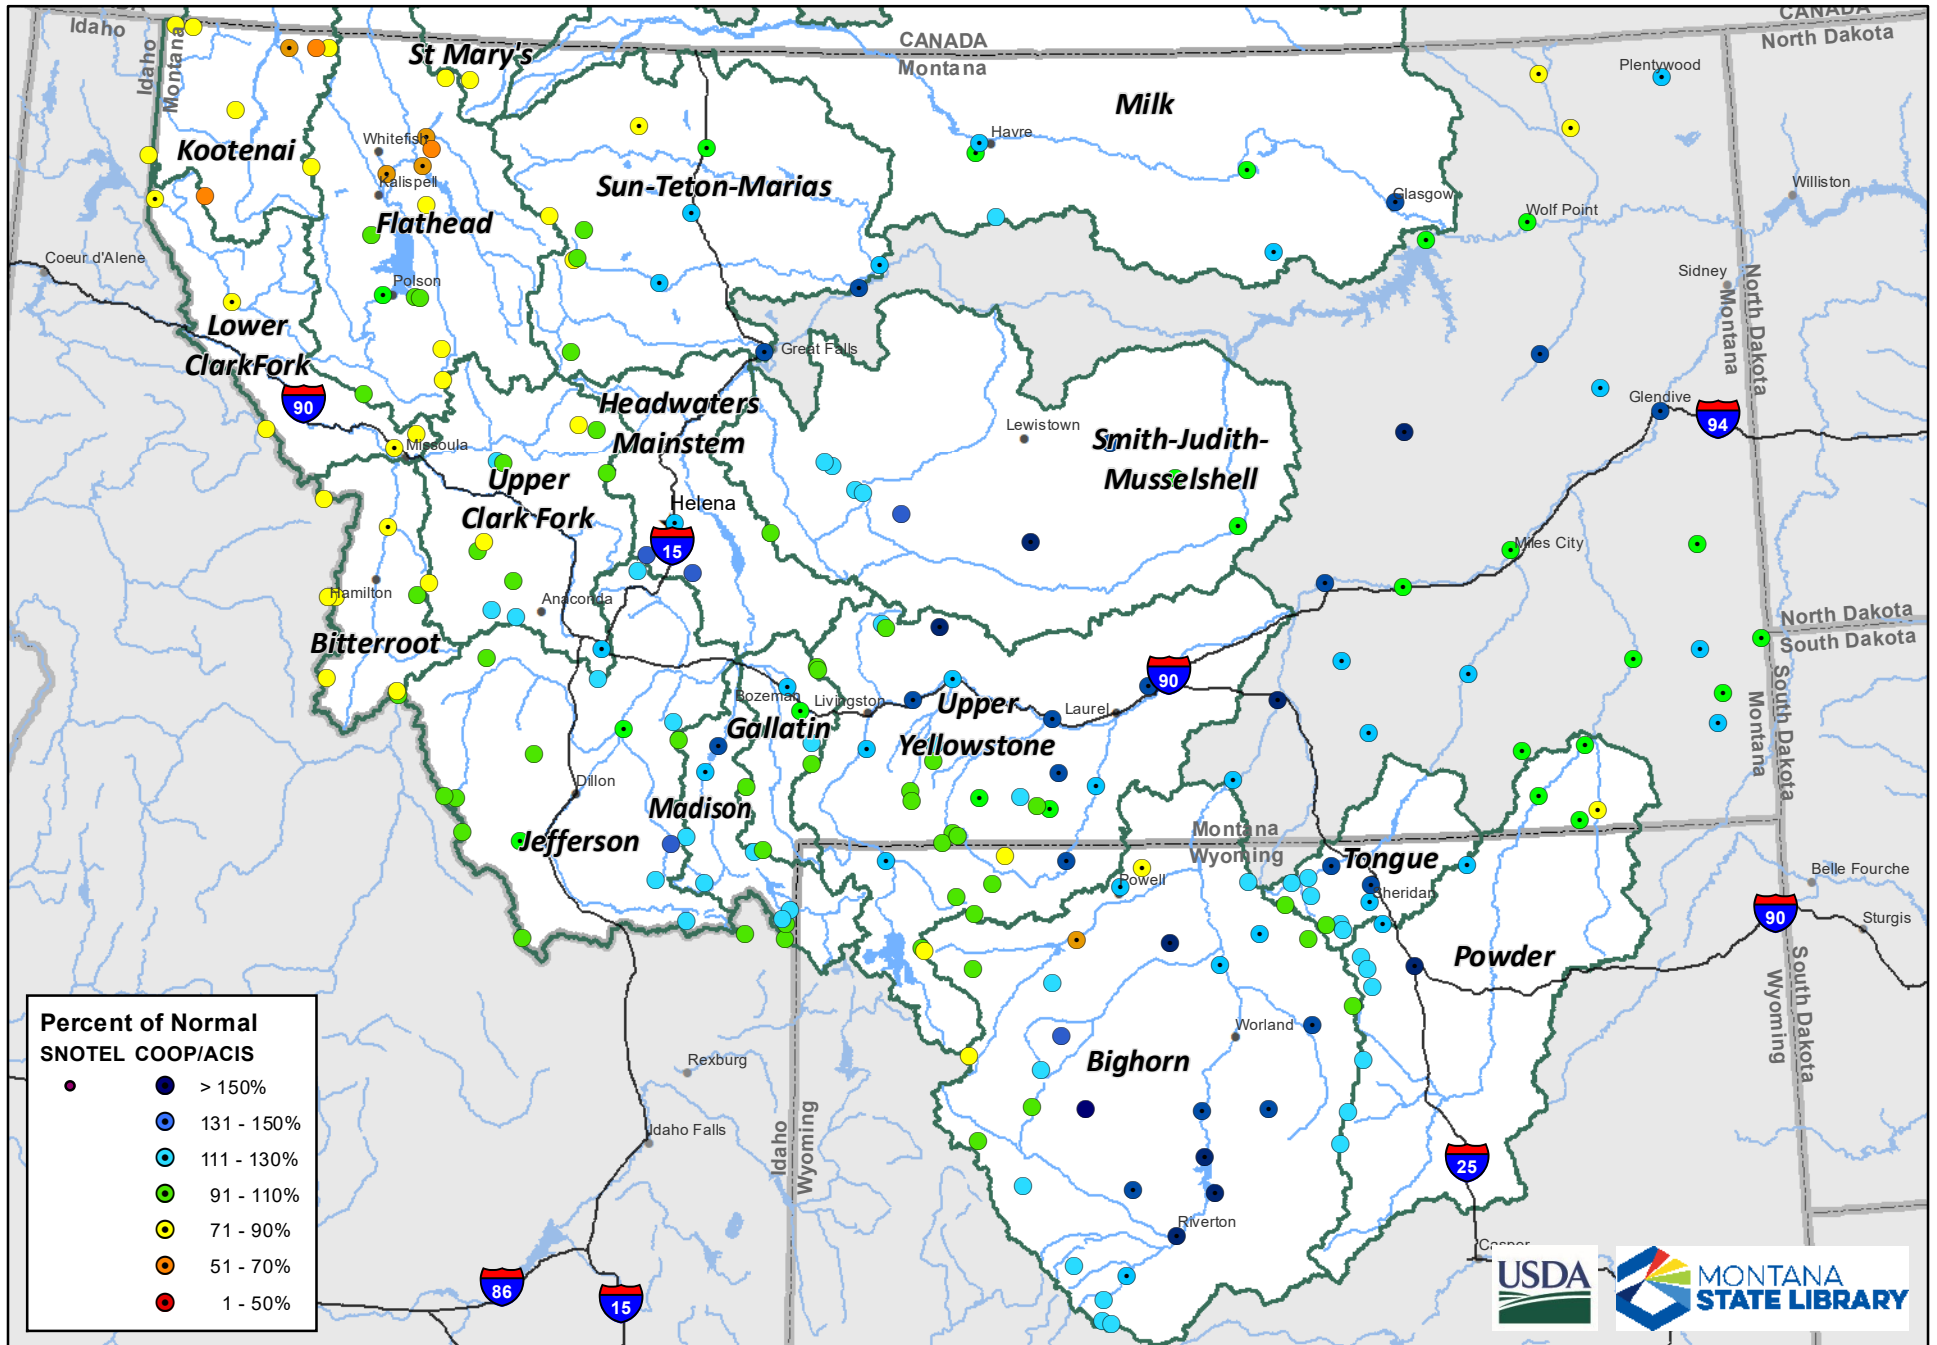 CANADA
Idaho
Idaho
Montana
St Mary's
CANADA
Montana
CANADA
North Dakota
Plentywood
Milk
Whitefish
Havre
Kootenai
Kalispell
Sun-Teton-Marias
Glasgow
Williston
Flathead
Wolf Point
Coeur d'Alene
Polson
Sidney
North Dakota
Montana
Lower
ClarkFork
Great Falls
90
Headwaters
Mainstem
Lewistown
Smith-Judith-
Musselshell
Glendive
94
Missoula
Upper
Clark Fork
Helena
15
Miles City
Hamilton
Anaconda
Bitterroot
North Dakota
South Dakota
90
Bozeman
Livingston
Laurel
Upper
Yellowstone
Gallatin
South Dakota
Montana
Dillon
Madison
Jefferson
Montana
Wyoming
Tongue
Powell
Sheridan
Belle Fourche
90
Sturgis
Powder
South Dakota
Wyoming
Percent of Normal
SNOTEL COOP/ACIS
> 150%
131 - 150%
111 - 130%
91 - 110%
71 - 90%
51 - 70%
1 - 50%
Worland
Rexburg
Bighorn
Idaho Falls
Idaho
Wyoming
25
Riverton
Casper
86
15
USDA
MONTANA
STATE LIBRARY